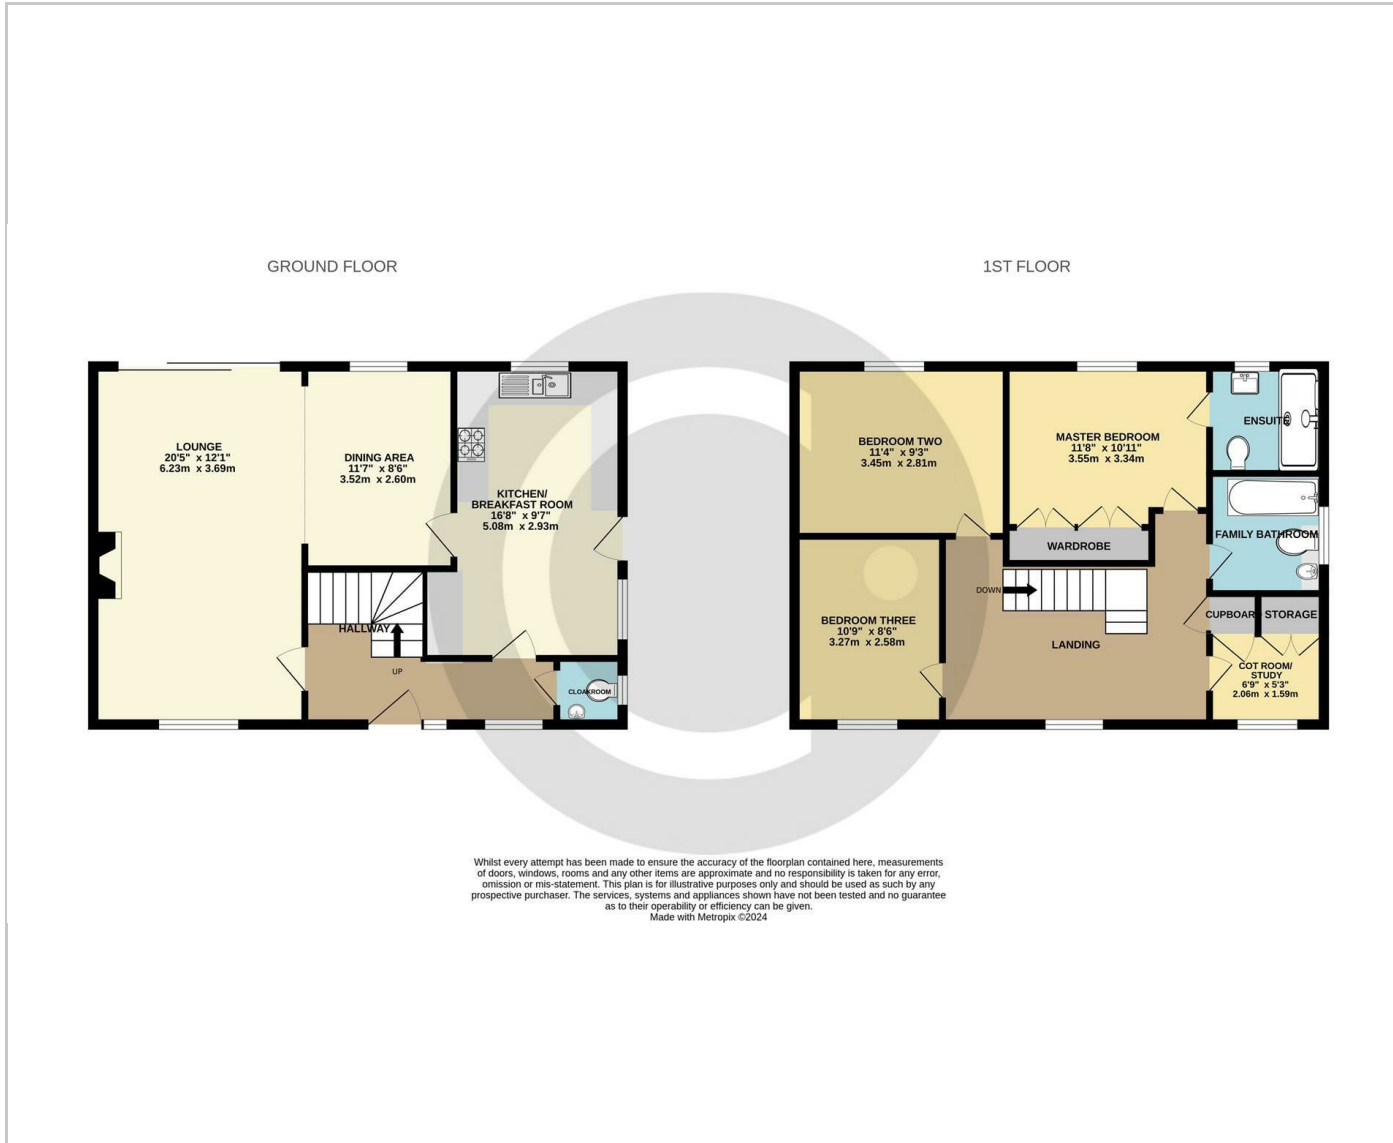 GROUND FLOOR
LOUNGE
20'5" x 12'1"
6.23m x 3.69m
DINING AREA
11'7" x 8'6"
3.52m x 2.60m
KITCHEN/
BREAKFAST ROOM
16'8" x 9'7"
5.08m x 2.93m
HALLWAY
UP
CLOAKROOM
1ST FLOOR
BEDROOM TWO
11'4" x 9'3"
3.45m x 2.81m
MASTER BEDROOM
11'8" x 10'11"
3.55m x 3.34m
ENSUITE
WARDROBE
FAMILY BATHROOM
DOWN
BEDROOM THREE
10'9" x 8'6"
3.27m x 2.58m
LANDING
CUPBOARD
STORAGE
COT ROOM/
STUDY
6'9" x 5'3"
2.06m x 1.59m
Whilst every attempt has been made to ensure the accuracy of the floorplan contained here, measurements
of doors, windows, rooms and any other items are approximate and no responsibility is taken for any error,
omission or mis-statement. This plan is for illustrative purposes only and should be used as such by any
prospective purchaser. The services, systems and appliances shown have not been tested and no guarantee
as to their operability or efficiency can be given.
Made with Metropix ©2024